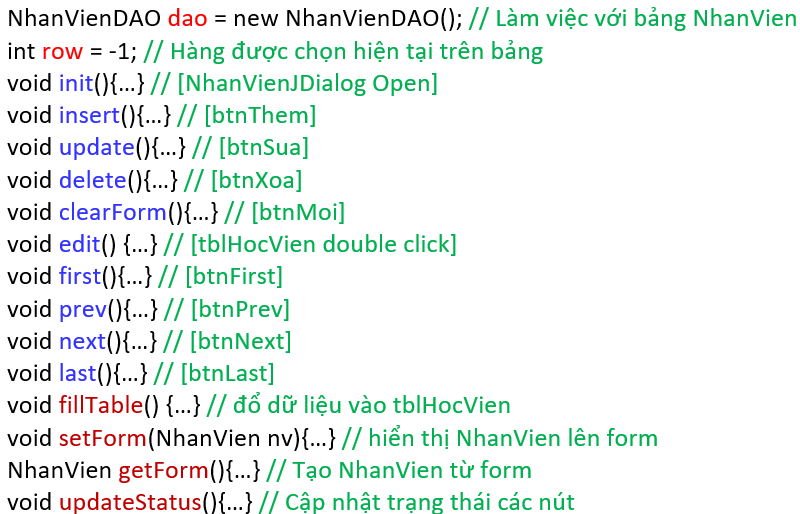 NhanVienDAO dao = new NhanVienDAO(); // Làm việc với bảng NhanVien
int row = -1; // Hàng được chọn hiện tại trên bảng
void init(){…} // [NhanVienJDialog Open]
void insert(){…} // [btnThem]
void update(){…} // [btnSua]
void delete(){…} // [btnXoa]
void clearForm(){…} // [btnMoi]
void edit() {…} // [tblHocVien double click]
void first(){…} // [btnFirst]
void prev(){…} // [btnPrev]
void next(){…} // [btnNext]
void last(){…} // [btnLast]
void fillTable() {…} // đổ dữ liệu vào tblHocVien
void setForm(NhanVien nv){…} // hiển thị NhanVien lên form
NhanVien getForm(){…} // Tạo NhanVien từ form
void updateStatus(){…} // Cập nhật trạng thái các nút